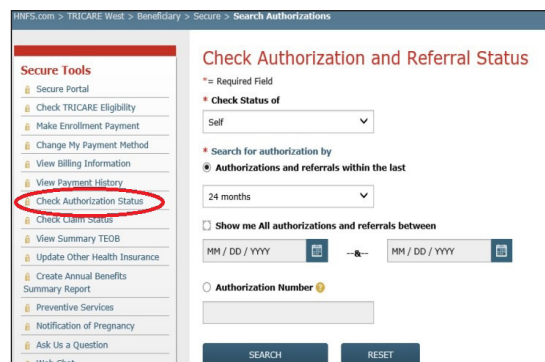 HNFS.com > TRICARE West > Beneficiary > Secure > Search Authorizations
Secure Tools
Secure Portal
Check TRICARE Eligibility
Make Enrollment Payment
Change My Payment Method
View Billing Information
View Payment History
Check Authorization Status
Check Claim Status
View Summary TEOB
Update Other Health Insurance
Create Annual Benefits
Summary Report
Preventive Services
Notification of Pregnancy
Ask Us a Question
Web Chat
Check Authorization and Referral Status
*= Required Field
* Check Status of
Self
* Search for authorization by
Authorizations and referrals within the last
24 months
Show me All authorizations and referrals between
MM / DD / YYYY --&-- MM / DD / YYYY
Authorization Number ?
SEARCH RESET